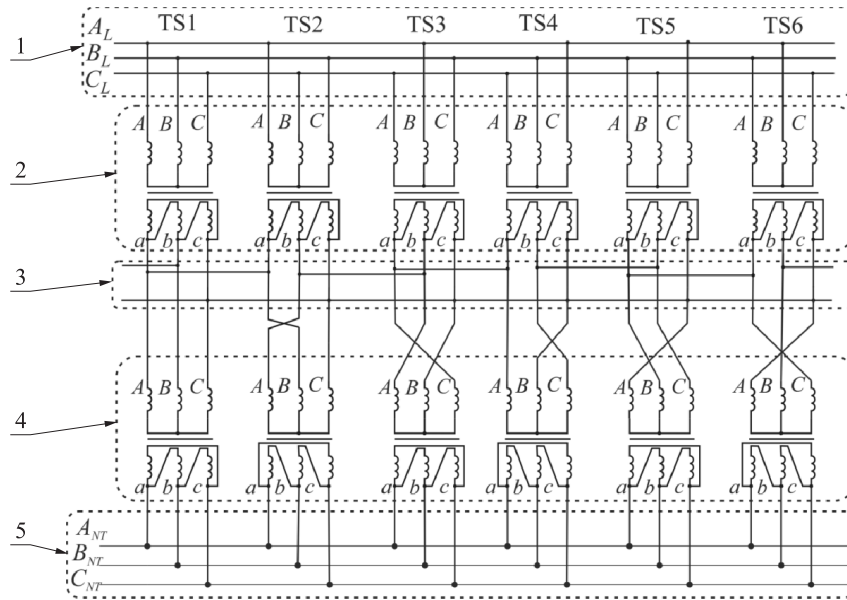 TS1 TS2 TS3 TS4 TS5 TS6
1
A_L
B_L
C_L
2
A B C A B C A B C A B C A B C A B C
a b c a b c a b c a b c a b c a b c
3
4
A B C A B C A B C A B C A B C A B C
a b c a b c a b c a b c a b c a b c
5
A_NT
B_NT
C_NT